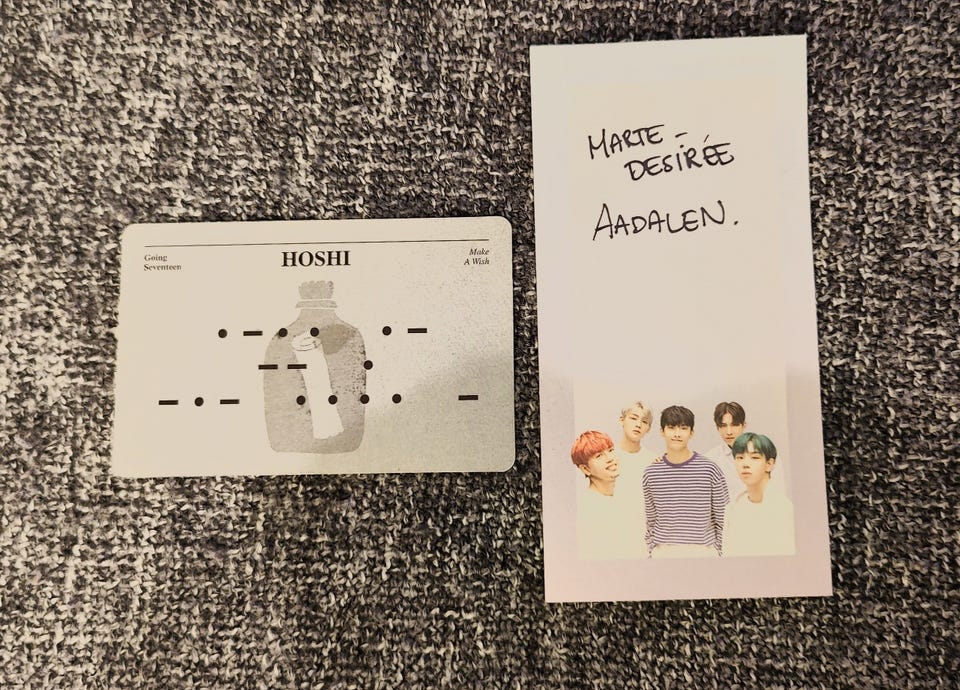 Going
Seventeen
HOSHI
Make
A Wish
MARTE -
DESIRÉE
AADALEN.